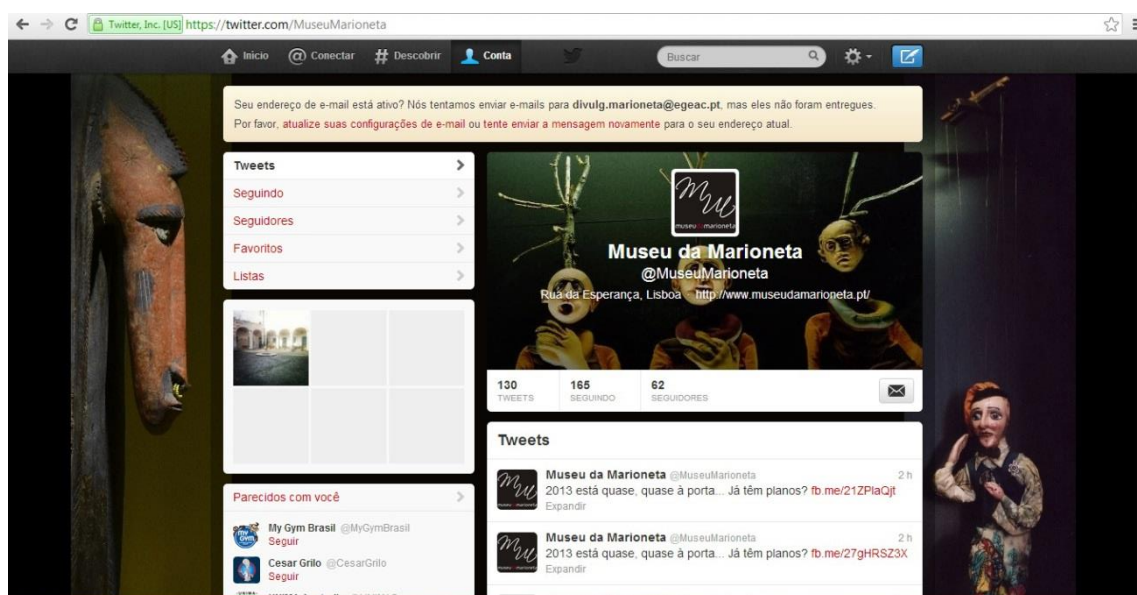 Twitter, Inc. [US] https://twitter.com/MuseuMarioneta
Inicio @ Conectar # Descobrir Conta Buscar
Seu endereço de e-mail está ativo? Nós tentamos enviar e-mails para divulg.marioneta@egeac.pt, mas eles não foram entregues.
Por favor, atualize suas configurações de e-mail ou tente enviar a mensagem novamente para o seu endereço atual.
Tweets
Seguindo
Seguidores
Favoritos
Listas
Parecidos com você
My Gym Brasil @MyGymBrasil
Seguir
Cesar Grilo @CesarGrilo
Seguir
Mu
museu da marioneta
Museu da Marioneta
@MuseuMarioneta
Rua da Esperança, Lisboa · http://www.museudamarioneta.pt/
130 165 62
TWEETS SEGUINDO SEGUIDORES
Tweets
Museu da Marioneta @MuseuMarioneta 2 h
2013 está quase, quase à porta... Já têm planos? fb.me/21ZPlaQjt
Expandir
Museu da Marioneta @MuseuMarioneta 2 h
2013 está quase, quase à porta... Já têm planos? fb.me/27gHRSZ3X
Expandir